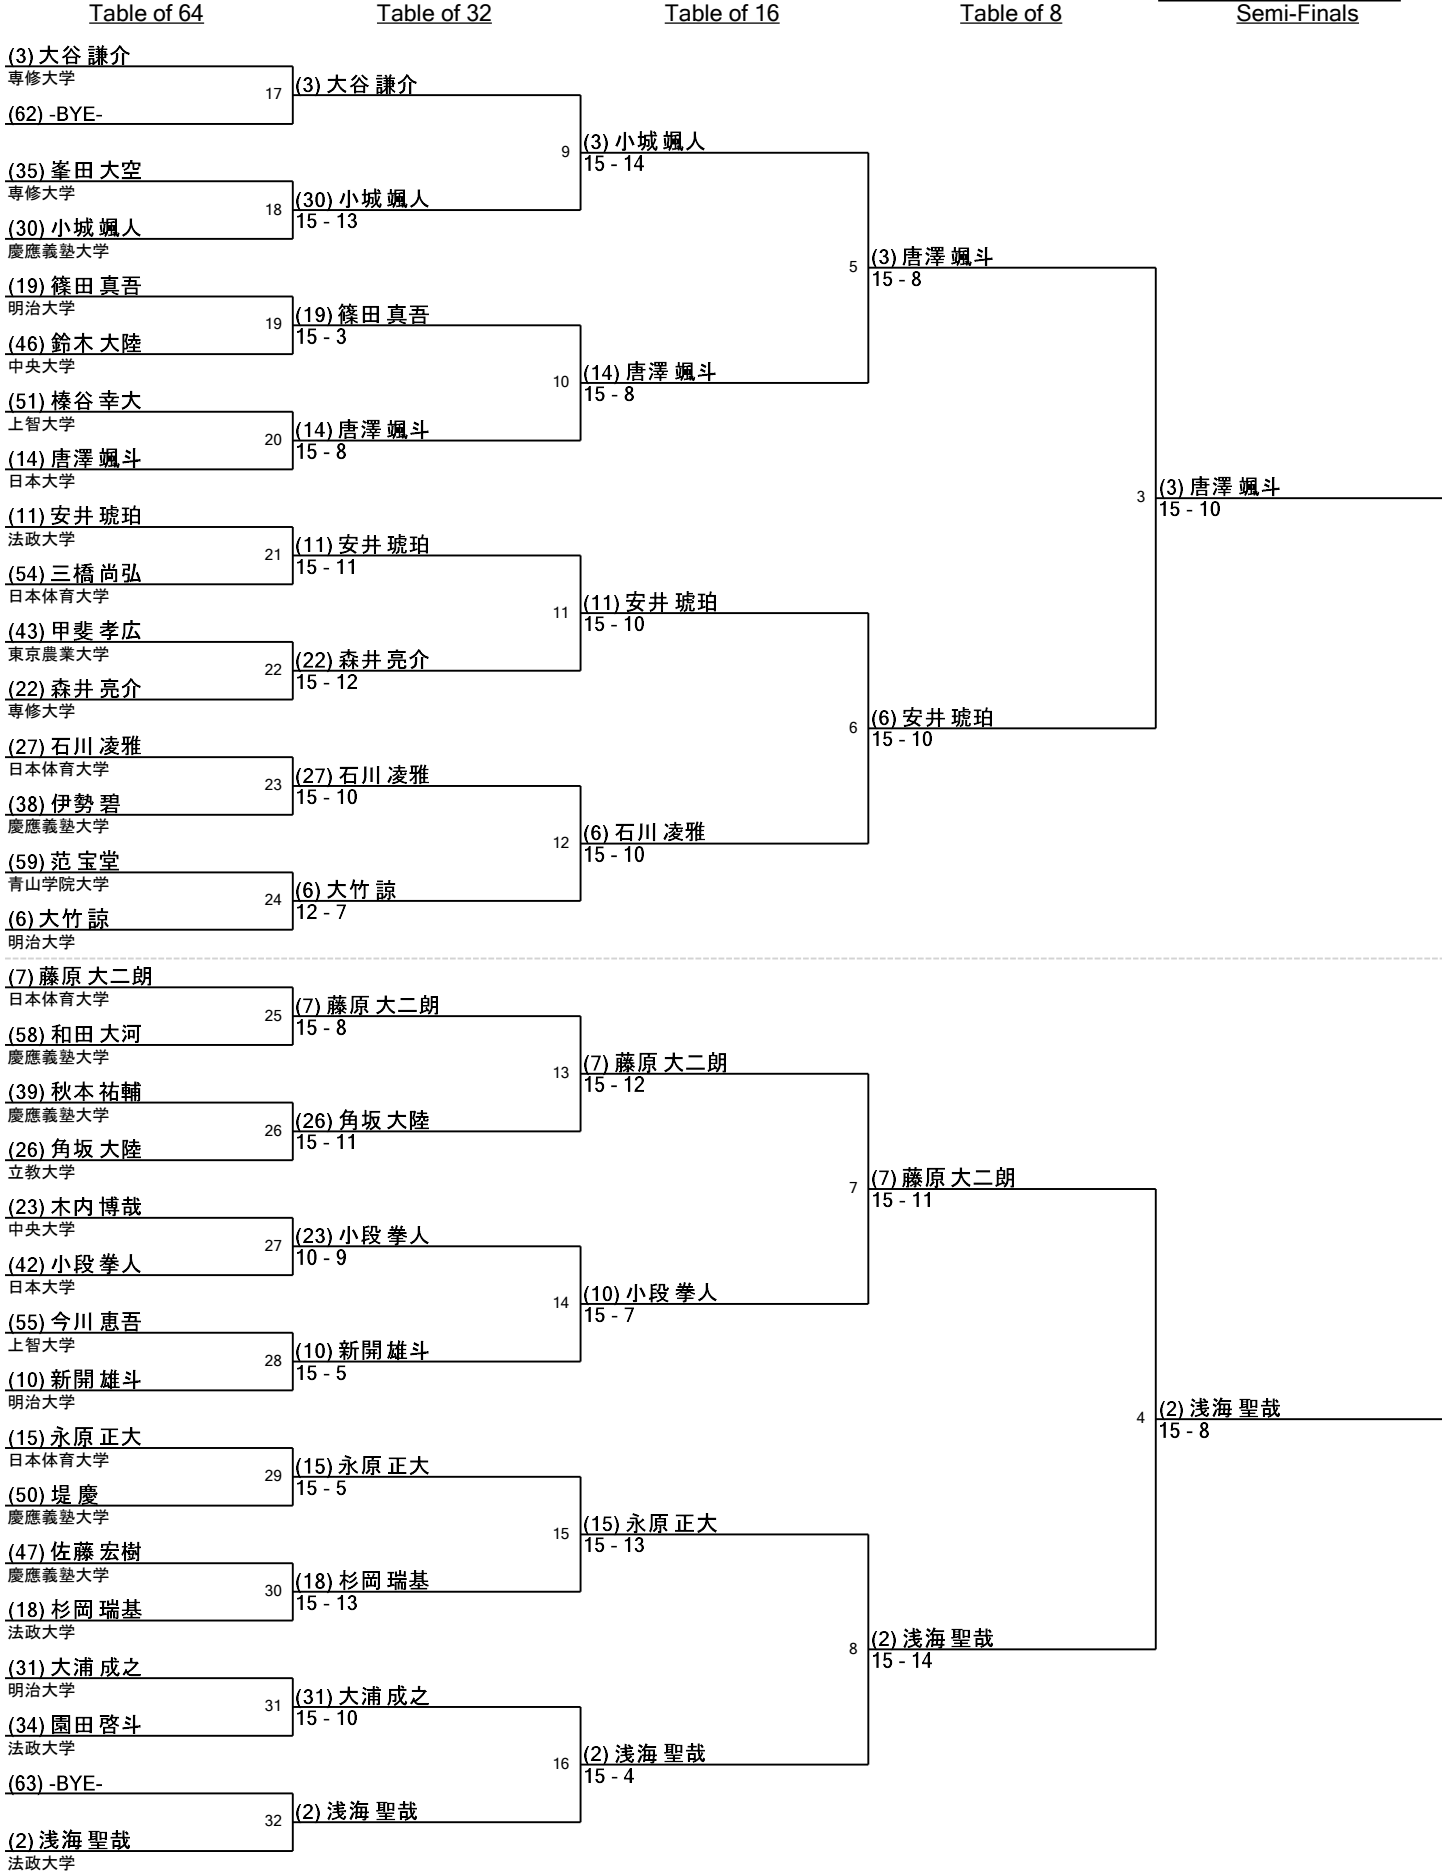 Table of 64
Table of 32
Table of 16
Table of 8
Semi-Finals
(3) 大谷 謙介
専修大学
17
(62) -BYE-
(35) 峯田 大空
専修大学
18
(30) 小城 颯人
慶應義塾大学
(19) 篠田 真吾
明治大学
19
(46) 鈴木 大陸
中央大学
(51) 榛谷 幸大
上智大学
20
(14) 唐澤 颯斗
日本大学
(11) 安井 琥珀
法政大学
21
(54) 三橋 尚弘
日本体育大学
(43) 甲斐 孝広
東京農業大学
22
(22) 森井 亮介
専修大学
(27) 石川 凌雅
日本体育大学
23
(38) 伊勢 碧
慶應義塾大学
(59) 范 宝堂
青山学院大学
24
(6) 大竹 諒
明治大学
(7) 藤原 大二朗
日本体育大学
25
(58) 和田 大河
慶應義塾大学
(39) 秋本 祐輔
慶應義塾大学
26
(26) 角坂 大陸
立教大学
(23) 木内 博哉
中央大学
27
(42) 小段 拳人
日本大学
(55) 今川 恵吾
上智大学
28
(10) 新開 雄斗
明治大学
(15) 永原 正大
日本体育大学
29
(50) 堤 慶
慶應義塾大学
(47) 佐藤 宏樹
慶應義塾大学
30
(18) 杉岡 瑞基
法政大学
(31) 大浦 成之
明治大学
31
(34) 園田 啓斗
法政大学
(63) -BYE-
32
(2) 浅海 聖哉
法政大学
(3) 大谷 謙介
9
(30) 小城 颯人
15 - 13
(19) 篠田 真吾
15 - 3
10
(14) 唐澤 颯斗
15 - 8
(11) 安井 琥珀
15 - 11
11
(22) 森井 亮介
15 - 12
(27) 石川 凌雅
15 - 10
12
(6) 大竹 諒
12 - 7
(7) 藤原 大二朗
15 - 8
13
(26) 角坂 大陸
15 - 11
(23) 小段 拳人
10 - 9
14
(10) 新開 雄斗
15 - 5
(15) 永原 正大
15 - 5
15
(18) 杉岡 瑞基
15 - 13
(31) 大浦 成之
15 - 10
16
(2) 浅海 聖哉
(3) 小城 颯人
15 - 14
5
(14) 唐澤 颯斗
15 - 8
(11) 安井 琥珀
15 - 10
6
(6) 石川 凌雅
15 - 10
(7) 藤原 大二朗
15 - 12
7
(10) 小段 拳人
15 - 7
(15) 永原 正大
15 - 13
8
(2) 浅海 聖哉
15 - 4
(3) 唐澤 颯斗
15 - 8
3
(6) 安井 琥珀
15 - 10
(7) 藤原 大二朗
15 - 11
4
(2) 浅海 聖哉
15 - 14
(3) 唐澤 颯斗
15 - 10
(2) 浅海 聖哉
15 - 8